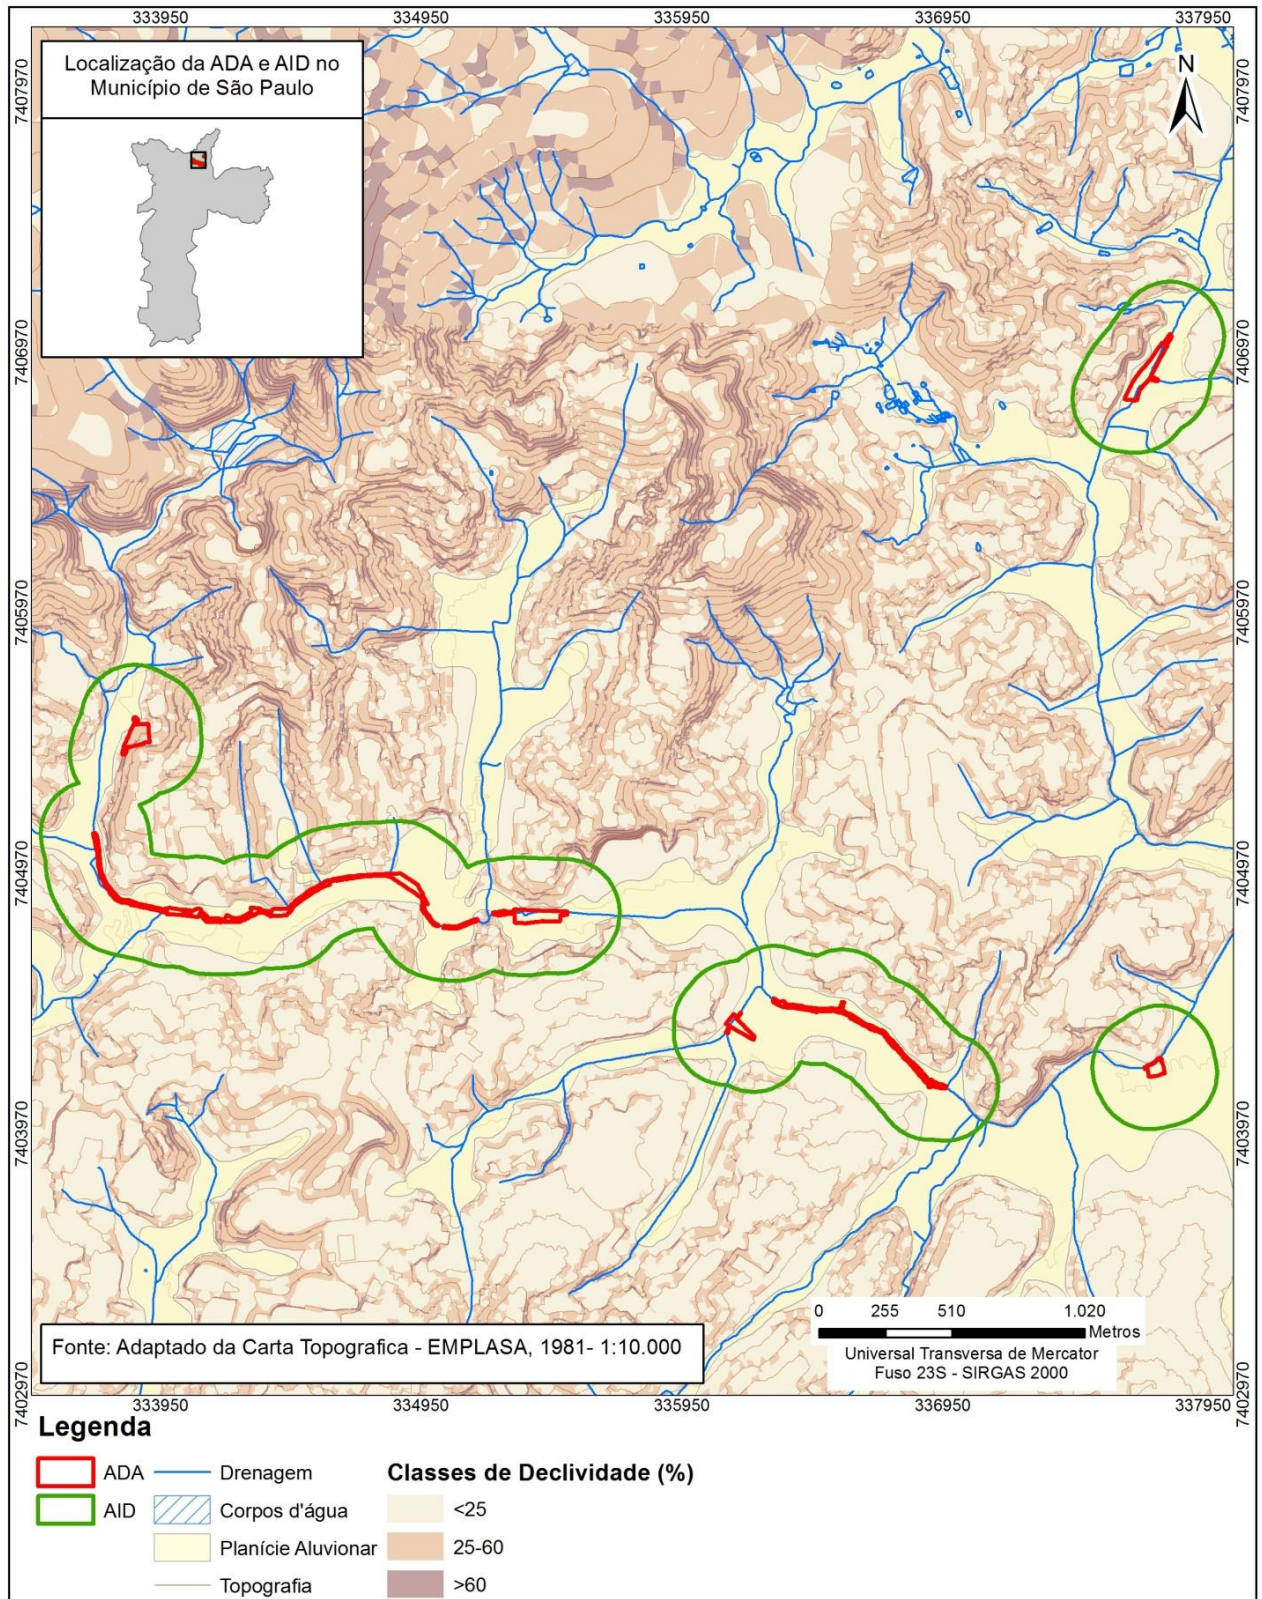 333950 334950 335950 336950 337950
Localização da ADA e AID no
Município de São Paulo
N
7407970 7407970
7406970 7406970
7405970 7405970
7404970 7404970
7403970 7403970
7402970 7402970
0 255 510 1.020
Metros
Universal Transversa de Mercator
Fuso 23S - SIRGAS 2000
Fonte: Adaptado da Carta Topografica - EMPLASA, 1981- 1:10.000
333950 334950 335950 336950 337950
Legenda
ADA
AID
Drenagem
Corpos d'água
Planície Aluvionar
Topografia
Classes de Declividade (%)
<25
25-60
>60